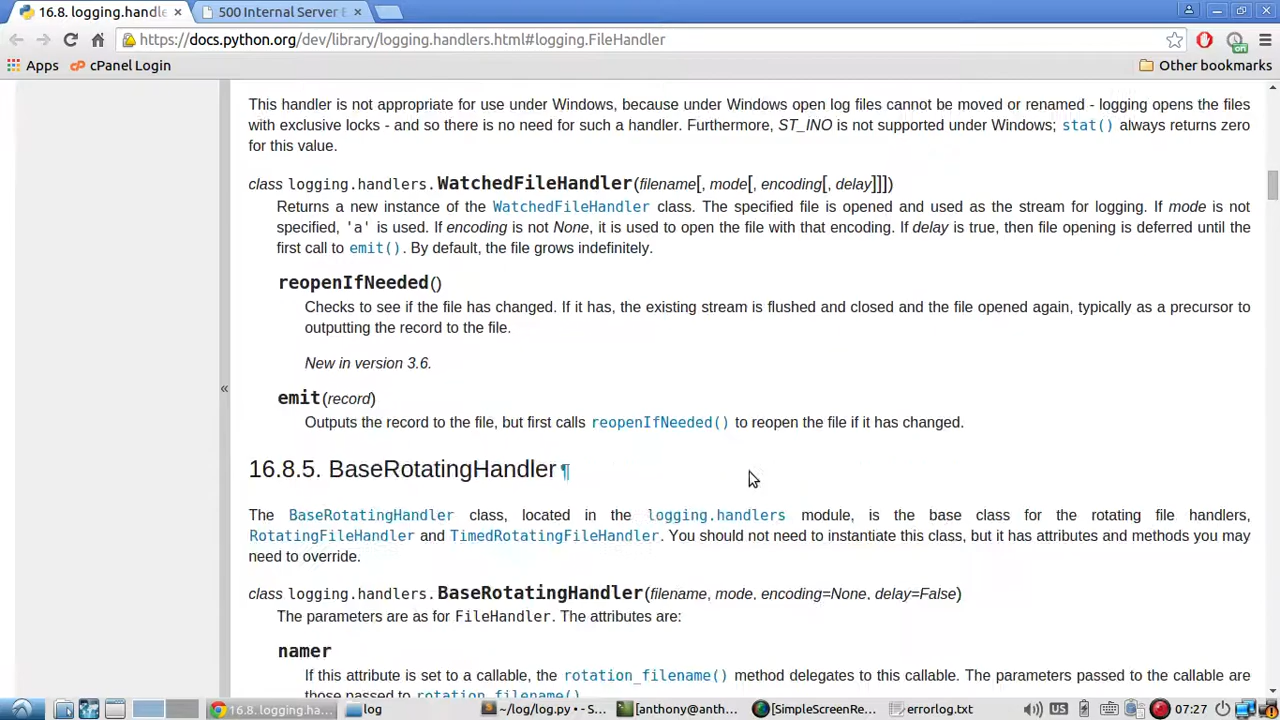 16.8. logging.handle
500 Internal Server E
https://docs.python.org/dev/library/logging.handlers.html#logging.FileHandler
Apps
cPanel Login
Other bookmarks
This handler is not appropriate for use under Windows, because under Windows open log files cannot be moved or renamed - logging opens the files
with exclusive locks - and so there is no need for such a handler. Furthermore, ST_INO is not supported under Windows; stat() always returns zero
for this value.
class logging.handlers.WatchedFileHandler(filename[, mode[, encoding[, delay]]])
Returns a new instance of the WatchedFileHandler class. The specified file is opened and used as the stream for logging. If mode is not
specified, 'a' is used. If encoding is not None, it is used to open the file with that encoding. If delay is true, then file opening is deferred until the
first call to emit(). By default, the file grows indefinitely.
reopenIfNeeded()
Checks to see if the file has changed. If it has, the existing stream is flushed and closed and the file opened again, typically as a precursor to
outputting the record to the file.
New in version 3.6.
«
emit(record)
Outputs the record to the file, but first calls reopenIfNeeded() to reopen the file if it has changed.
16.8.5. BaseRotatingHandler ¶
The BaseRotatingHandler class, located in the logging.handlers module, is the base class for the rotating file handlers,
RotatingFileHandler and TimedRotatingFileHandler. You should not need to instantiate this class, but it has attributes and methods you may
need to override.
class logging.handlers.BaseRotatingHandler(filename, mode, encoding=None, delay=False)
The parameters are as for FileHandler. The attributes are:
namer
If this attribute is set to a callable, the rotation_filename() method delegates to this callable. The parameters passed to the callable are
those passed to rotation_filename().
16.8. logging.ha...
log
~/log/log.py • - S...
[anthony@anth...
[SimpleScreenRe...
errorlog.txt
US
07:27